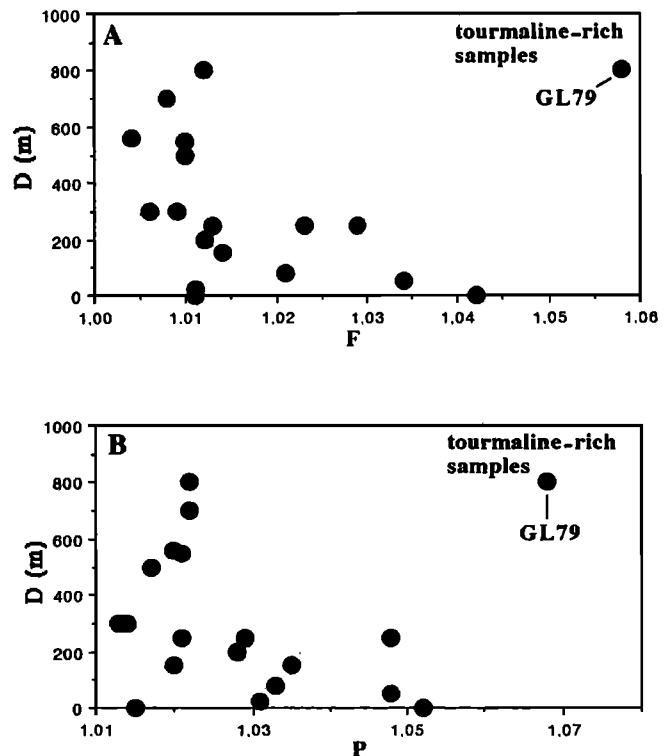 1000
A
tourmaline-rich
samples
800
GL79
600
D (m)
400
200
0
1,00 1,01 1,02 1,03 1,04 1,05 1,06
F
1000
B
tourmaline-rich
samples
800
GL79
600
D (m)
400
200
0
1,01 1,03 1,05 1,07
P